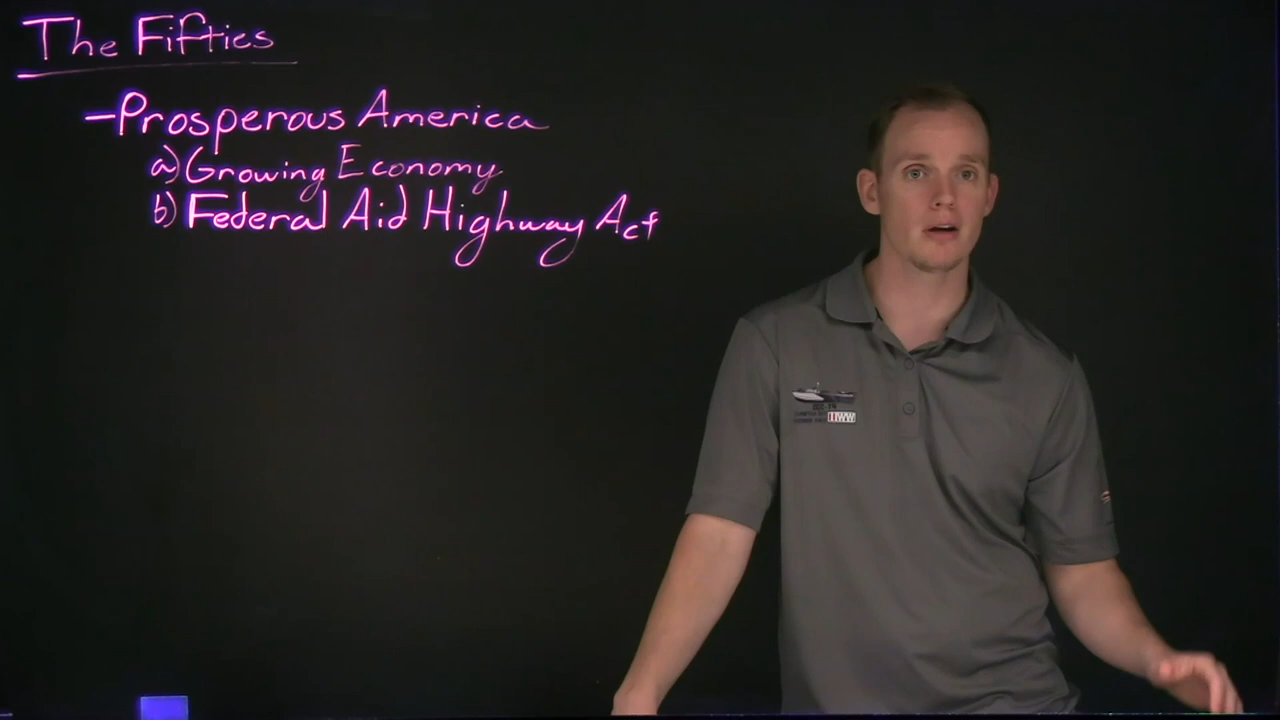 The Fifties
-Prosperous America
a) Growing Economy
b) Federal Aid Highway Act